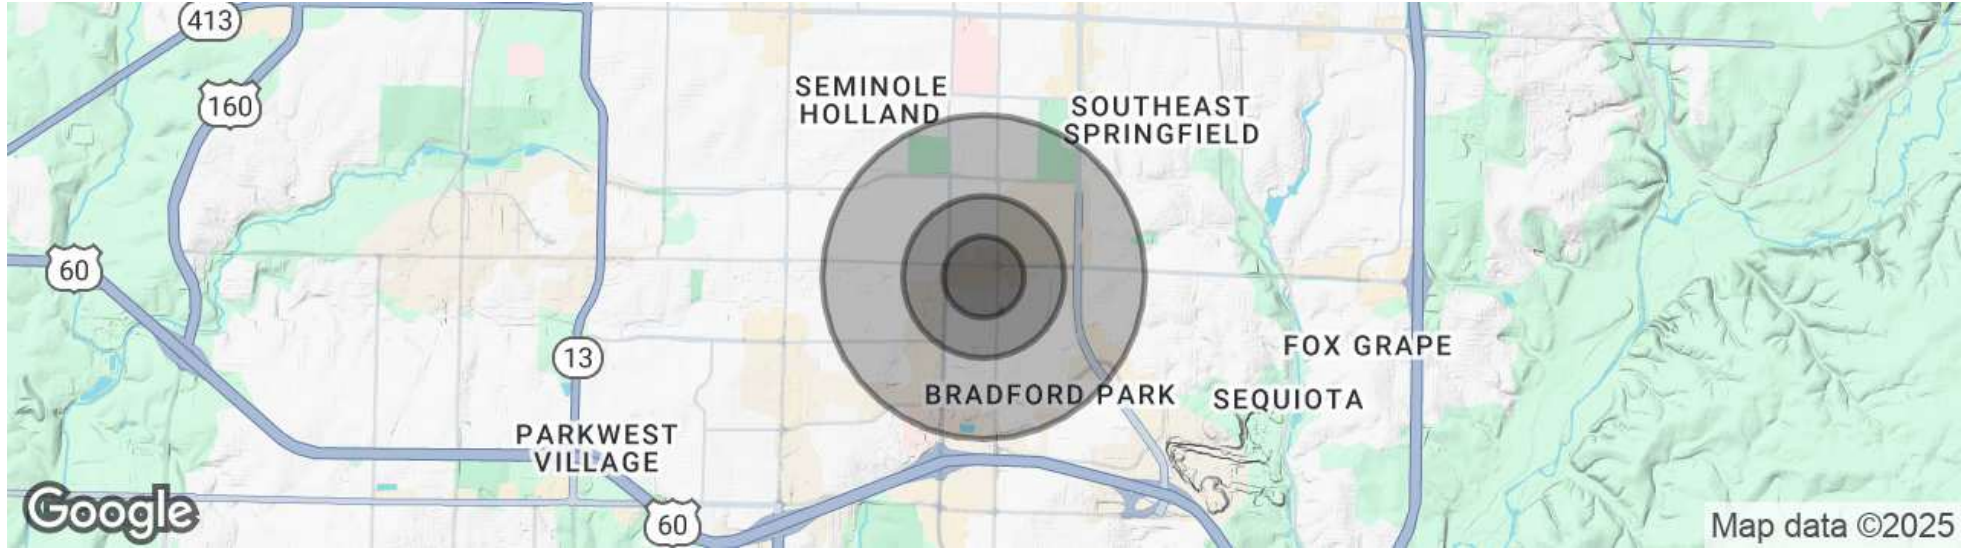 413
160
SEMINOLE
HOLLAND
SOUTHEAST
SPRINGFIELD
60
13
FOX GRAPE
BRADFORD PARK
SEQUIOTA
PARKWEST
VILLAGE
60
Google
Map data ©2025